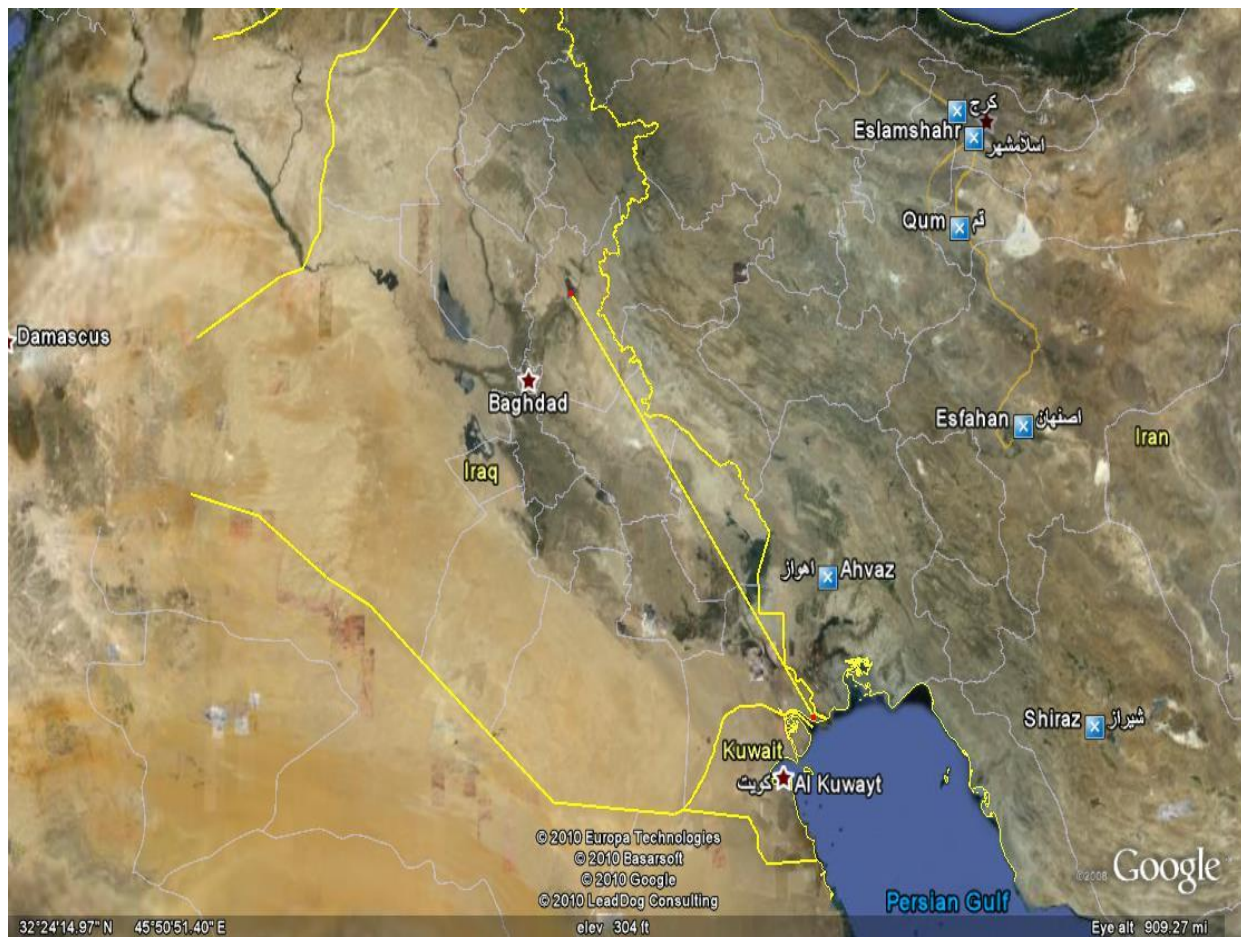 كرج
Eslamshahr
اسلامشهر
Qum قم
Damascus
Baghdad
Esfahan اصفهان
Iran
Iraq
اهواز Ahvaz
Shiraz شیراز
Kuwait
كويت Al Kuwayt
© 2010 Europa Technologies
© 2010 Basarsoft
© 2010 Google
© 2010 LeadDog Consulting
©2008 Google
Persian Gulf
32°24'14.97" N 45°50'51.40" E elev 304 ft Eye alt 909.27 mi